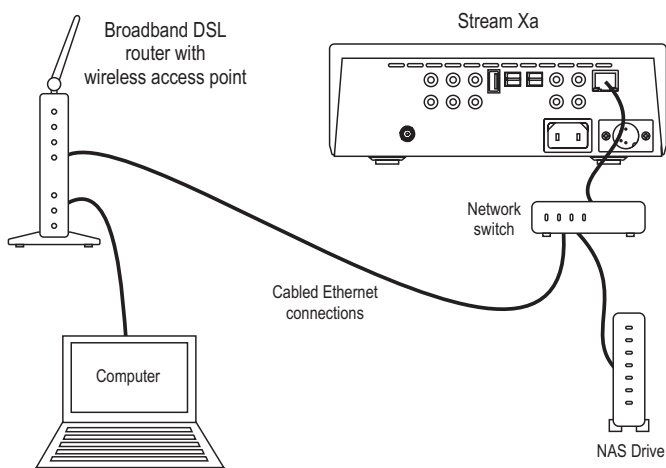 Broadband DSL
router with
wireless access point
Stream Xa
Network
switch
Cabled Ethernet
connections
Computer
NAS Drive